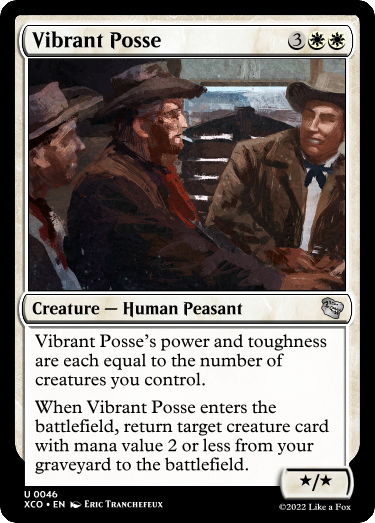 Vibrant Posse 3
Creature — Human Peasant
Vibrant Posse's power and toughness
are each equal to the number of
creatures you control.
When Vibrant Posse enters the
battlefield, return target creature card
with mana value 2 or less from your
graveyard to the battlefield.
★/★
U 0046
XCO • EN Eric Tranchefeux
©2022 Like a Fox